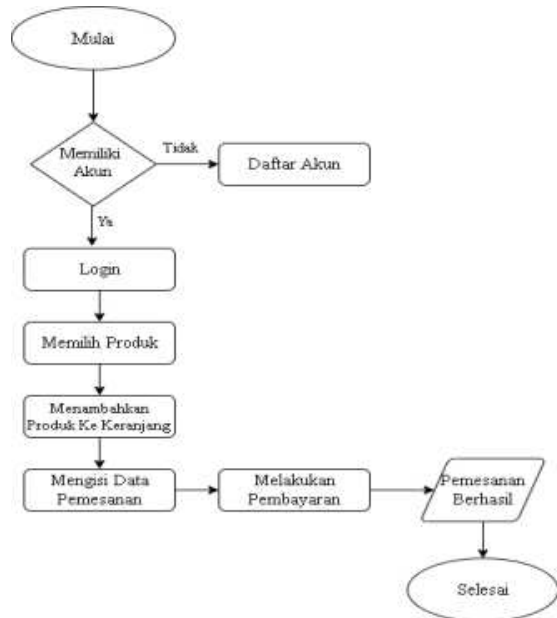 Mulai
Memiliki
Akun
Tidak
Daftar Akun
Ya
Login
Memilih Produk
Menambahkan
Produk Ke Keranjang
Mengisi Data
Pemesanan
Melakukan
Pembayaran
Pemesanan
Berhasil
Selesai